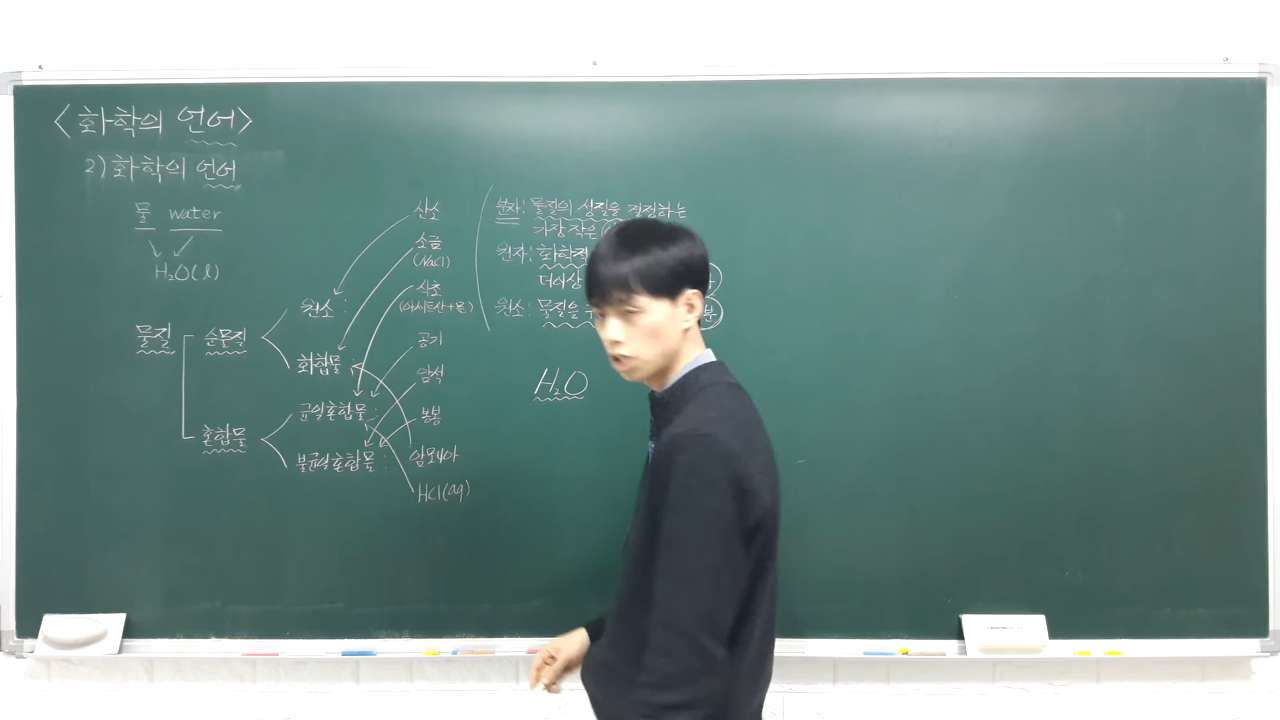 <화학의 언어>
2) 화학의 언어
물 water
H₂O(l)
물질
순물질
혼합물
원소 :
화합물 :
균일혼합물 :
불균일혼합물 :
산소
소금
(NaCl)
식초
(아세트산+물)
공기
암석
암모니아
HCl(aq)
분자: 물질의 성질을 결정하는
가장 작은
원자: 화학적
더이상
원소: 물질을
분
H₂O